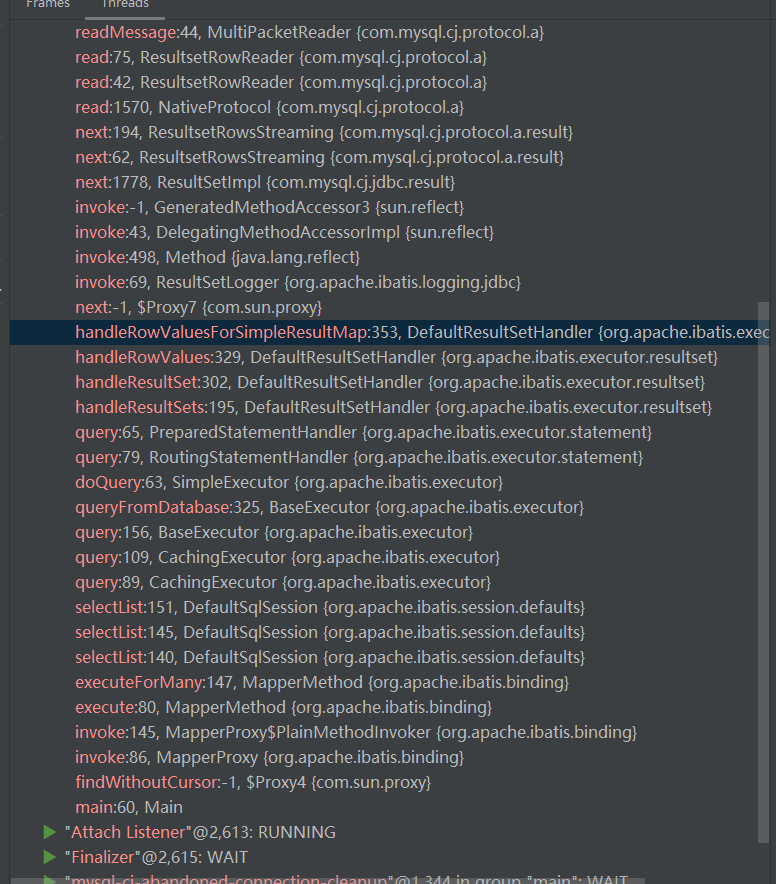 Frames Threads
readMessage:44, MultiPacketReader {com.mysql.cj.protocol.a}
read:75, ResultsetRowReader {com.mysql.cj.protocol.a}
read:42, ResultsetRowReader {com.mysql.cj.protocol.a}
read:1570, NativeProtocol {com.mysql.cj.protocol.a}
next:194, ResultsetRowsStreaming {com.mysql.cj.protocol.a.result}
next:62, ResultsetRowsStreaming {com.mysql.cj.protocol.a.result}
next:1778, ResultSetImpl {com.mysql.cj.jdbc.result}
invoke:-1, GeneratedMethodAccessor3 {sun.reflect}
invoke:43, DelegatingMethodAccessorImpl {sun.reflect}
invoke:498, Method {java.lang.reflect}
invoke:69, ResultSetLogger {org.apache.ibatis.logging.jdbc}
next:-1, $Proxy7 {com.sun.proxy}
handleRowValuesForSimpleResultMap:353, DefaultResultSetHandler {org.apache.ibatis.exec
handleRowValues:329, DefaultResultSetHandler {org.apache.ibatis.executor.resultset}
handleResultSet:302, DefaultResultSetHandler {org.apache.ibatis.executor.resultset}
handleResultSets:195, DefaultResultSetHandler {org.apache.ibatis.executor.resultset}
query:65, PreparedStatementHandler {org.apache.ibatis.executor.statement}
query:79, RoutingStatementHandler {org.apache.ibatis.executor.statement}
doQuery:63, SimpleExecutor {org.apache.ibatis.executor}
queryFromDatabase:325, BaseExecutor {org.apache.ibatis.executor}
query:156, BaseExecutor {org.apache.ibatis.executor}
query:109, CachingExecutor {org.apache.ibatis.executor}
query:89, CachingExecutor {org.apache.ibatis.executor}
selectList:151, DefaultSqlSession {org.apache.ibatis.session.defaults}
selectList:145, DefaultSqlSession {org.apache.ibatis.session.defaults}
selectList:140, DefaultSqlSession {org.apache.ibatis.session.defaults}
executeForMany:147, MapperMethod {org.apache.ibatis.binding}
execute:80, MapperMethod {org.apache.ibatis.binding}
invoke:145, MapperProxy$PlainMethodInvoker {org.apache.ibatis.binding}
invoke:86, MapperProxy {org.apache.ibatis.binding}
findWithoutCursor:-1, $Proxy4 {com.sun.proxy}
main:60, Main
"Attach Listener"@2,613: RUNNING
"Finalizer"@2,615: WAIT
"mysql-cj-abandoned-connection-cleanup"@1,344 in group "main": WAIT